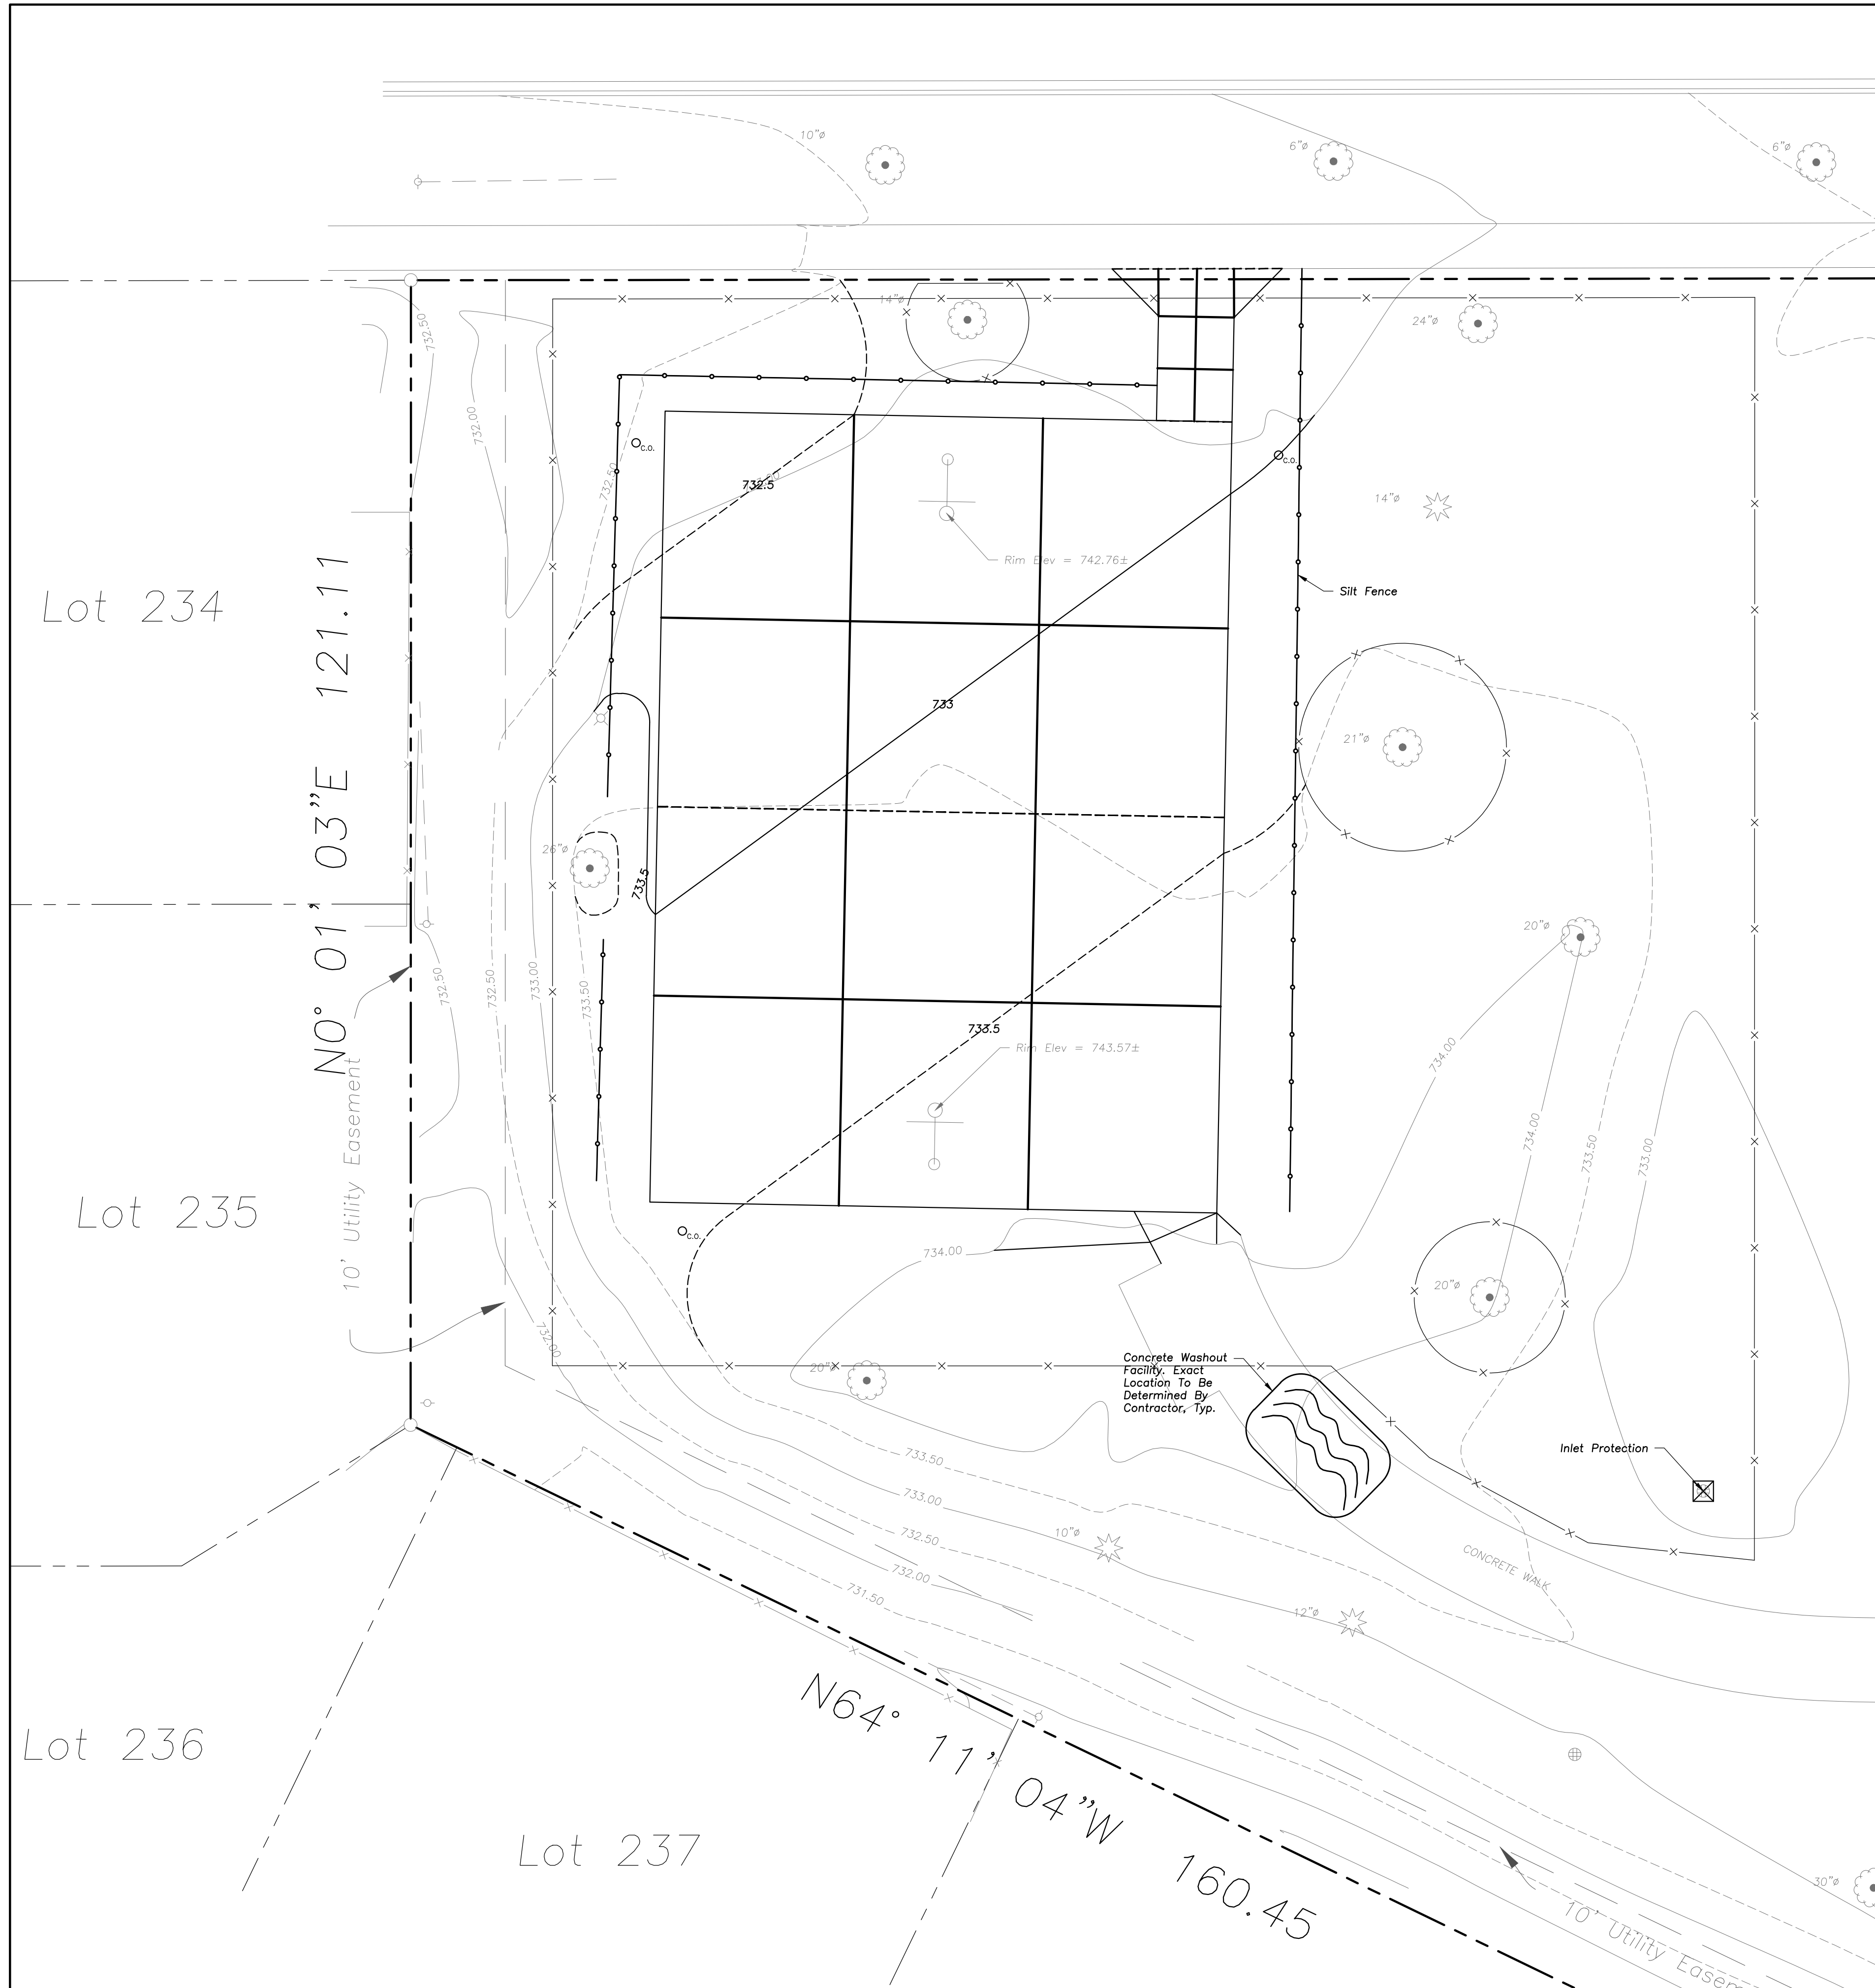 10"ø
6"ø
6"ø
14"ø
24"ø
732.50
732.00
C.O.
C.O.
732.50
732.5
14"ø
Rim Elev = 742.76±
Silt Fence
Lot 234
N0° 01' 03"E 121.11
733
21"ø
26"ø
733.5
20"ø
732.50
732.50
733.00
733.50
733.5
Rim Elev = 743.57±
734.00
734.00
733.50
733.00
10' Utility Easement
Lot 235
C.O.
734.00
20"ø
732.00
20"ø
Concrete Washout
Facility. Exact
Location To Be
Determined By
Contractor, Typ.
Inlet Protection
733.50
733.00
732.50
10"ø
732.00
731.50
CONCRETE WALK
12"ø
N64° 11' 04"W 160.45
Lot 236
Lot 237
30"ø
10' Utility